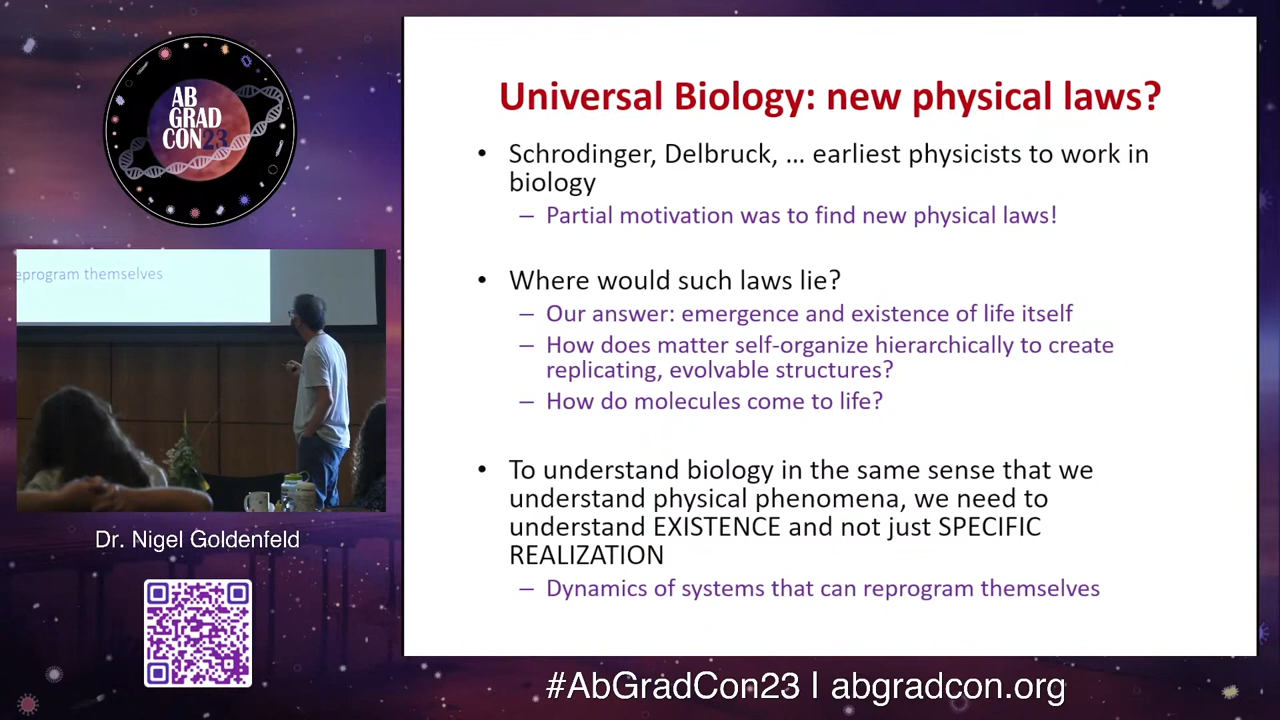 AB
GRAD
CON23
eprogram themselves
Dr. Nigel Goldenfeld
Universal Biology: new physical laws?
• Schrodinger, Delbruck, ... earliest physicists to work in
biology
– Partial motivation was to find new physical laws!
• Where would such laws lie?
– Our answer: emergence and existence of life itself
– How does matter self-organize hierarchically to create
replicating, evolvable structures?
– How do molecules come to life?
• To understand biology in the same sense that we
understand physical phenomena, we need to
understand EXISTENCE and not just SPECIFIC
REALIZATION
– Dynamics of systems that can reprogram themselves
#AbGradCon23 | abgradcon.org